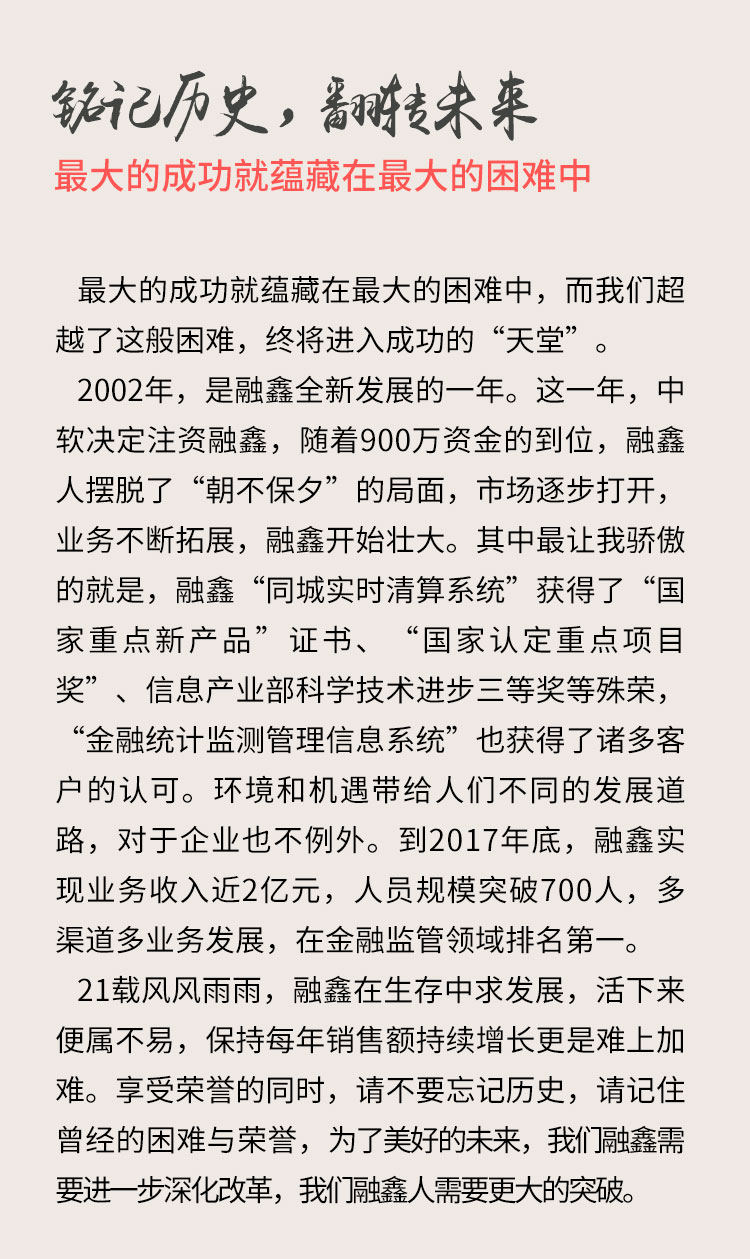 铭记历史，翻转未来
最大的成功就蕴藏在最大的困难中
最大的成功就蕴藏在最大的困难中，而我们超
越了这般困难，终将进入成功的“天堂”。
2002年，是融鑫全新发展的一年。这一年，中
软决定注资融鑫，随着900万资金的到位，融鑫
人摆脱了“朝不保夕”的局面，市场逐步打开，
业务不断拓展，融鑫开始壮大。其中最让我骄傲
的就是，融鑫“同城实时清算系统”获得了“国
家重点新产品”证书、“国家认定重点项目
奖”、信息产业部科学技术进步三等奖等殊荣，
“金融统计监测管理信息系统”也获得了诸多客
户的认可。环境和机遇带给人们不同的发展道
路，对于企业也不例外。到2017年底，融鑫实
现业务收入近2亿元，人员规模突破700人，多
渠道多业务发展，在金融监管领域排名第一。
21载风风雨雨，融鑫在生存中求发展，活下来
便属不易，保持每年销售额持续增长更是难上加
难。享受荣誉的同时，请不要忘记历史，请记住
曾经的困难与荣誉，为了美好的未来，我们融鑫需
要进一步深化改革，我们融鑫人需要更大的突破。